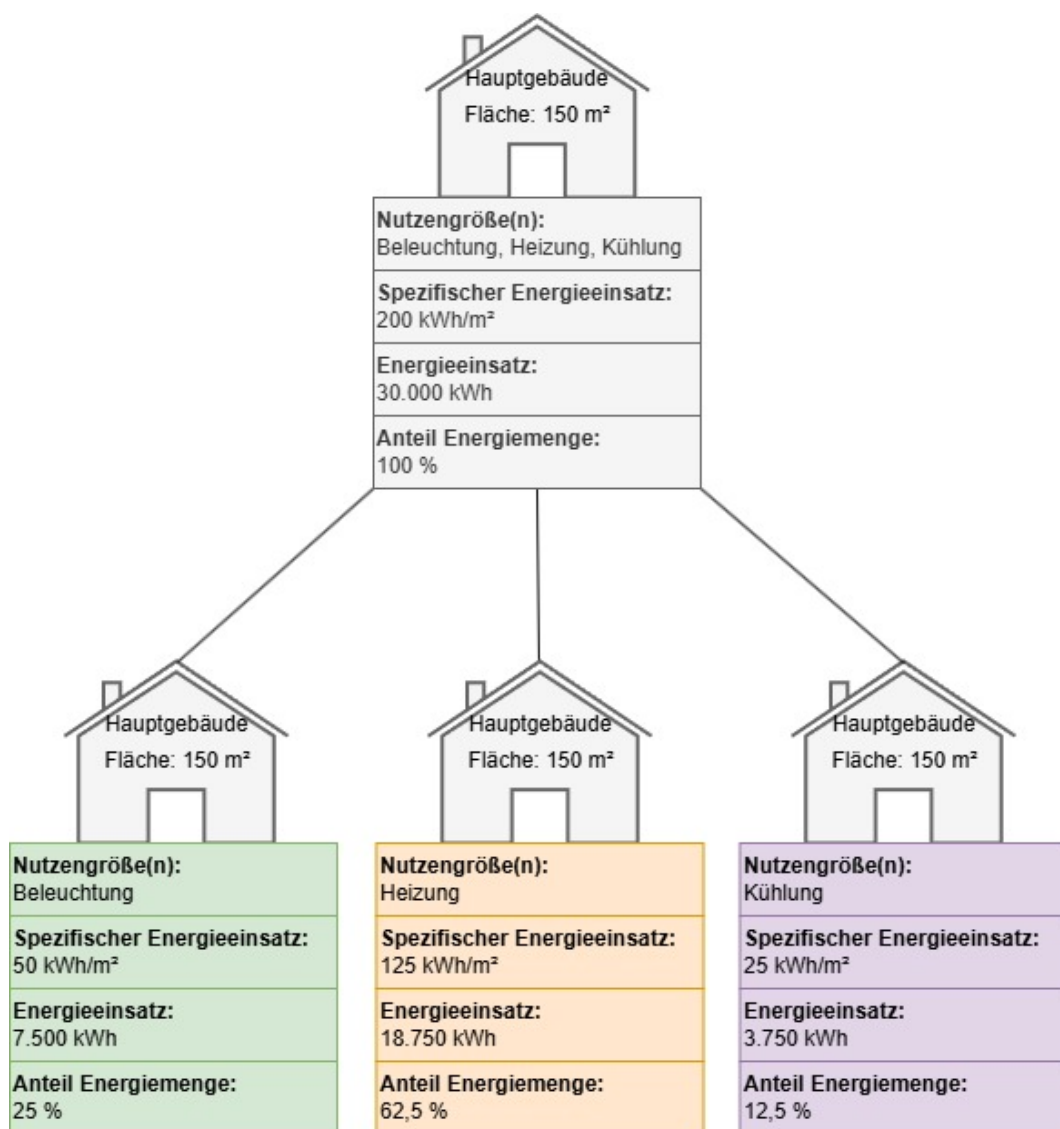 Hauptgebäude
Fläche: 150 m²
Nutzengröße(n):
Beleuchtung, Heizung, Kühlung
Spezifischer Energieeinsatz:
200 kWh/m²
Energieeinsatz:
30.000 kWh
Anteil Energiemenge:
100 %
Hauptgebäude
Fläche: 150 m²
Nutzengröße(n):
Beleuchtung
Spezifischer Energieeinsatz:
50 kWh/m²
Energieeinsatz:
7.500 kWh
Anteil Energiemenge:
25 %
Hauptgebäude
Fläche: 150 m²
Nutzengröße(n):
Heizung
Spezifischer Energieeinsatz:
125 kWh/m²
Energieeinsatz:
18.750 kWh
Anteil Energiemenge:
62,5 %
Hauptgebäude
Fläche: 150 m²
Nutzengröße(n):
Kühlung
Spezifischer Energieeinsatz:
25 kWh/m²
Energieeinsatz:
3.750 kWh
Anteil Energiemenge:
12,5 %